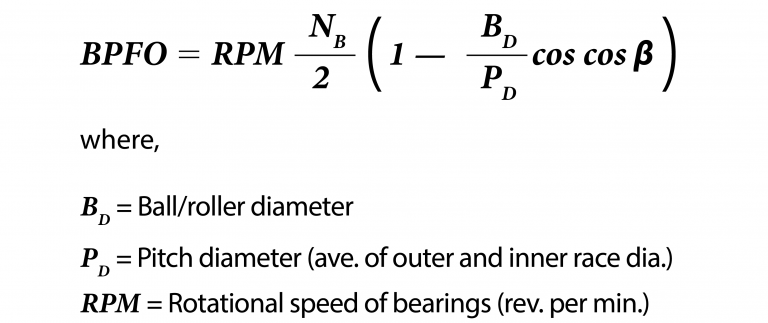 BPFO = RPM N_B/2 (1 — B_D/P_D cos cos β)
where,
B_D = Ball/roller diameter
P_D = Pitch diameter (ave. of outer and inner race dia.)
RPM = Rotational speed of bearings (rev. per min.)